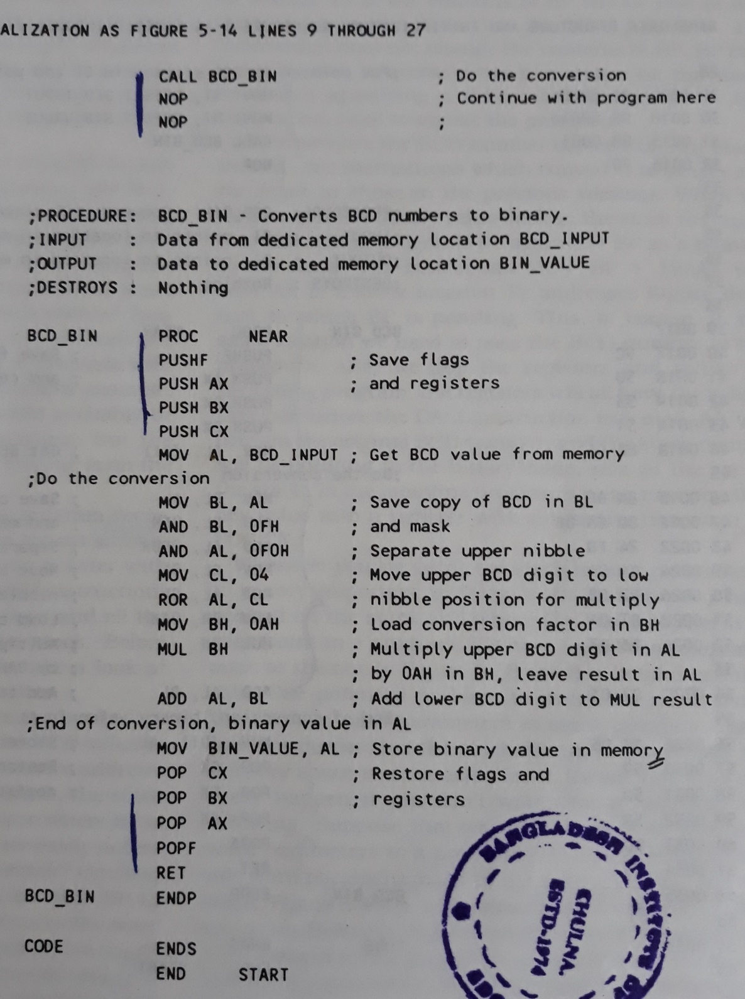 ALIZATION AS FIGURE 5-14 LINES 9 THROUGH 27
CALL BCD_BIN ; Do the conversion
NOP ; Continue with program here
NOP ;
;PROCEDURE: BCD_BIN - Converts BCD numbers to binary.
;INPUT : Data from dedicated memory location BCD_INPUT
;OUTPUT : Data to dedicated memory location BIN_VALUE
;DESTROYS : Nothing
BCD_BIN PROC NEAR
PUSHF ; Save flags
PUSH AX ; and registers
PUSH BX
PUSH CX
MOV AL, BCD_INPUT ; Get BCD value from memory
;Do the conversion
MOV BL, AL ; Save copy of BCD in BL
AND BL, 0FH ; and mask
AND AL, 0F0H ; Separate upper nibble
MOV CL, 04 ; Move upper BCD digit to low
ROR AL, CL ; nibble position for multiply
MOV BH, 0AH ; Load conversion factor in BH
MUL BH ; Multiply upper BCD digit in AL
; by 0AH in BH, leave result in AL
ADD AL, BL ; Add lower BCD digit to MUL result
;End of conversion, binary value in AL
MOV BIN_VALUE, AL ; Store binary value in memory
POP CX ; Restore flags and
POP BX ; registers
POP AX
POPF
RET
BCD_BIN ENDP
CODE ENDS
END START
BANGLADESH INSTITUTE
KHULNA.
ESTD-1974